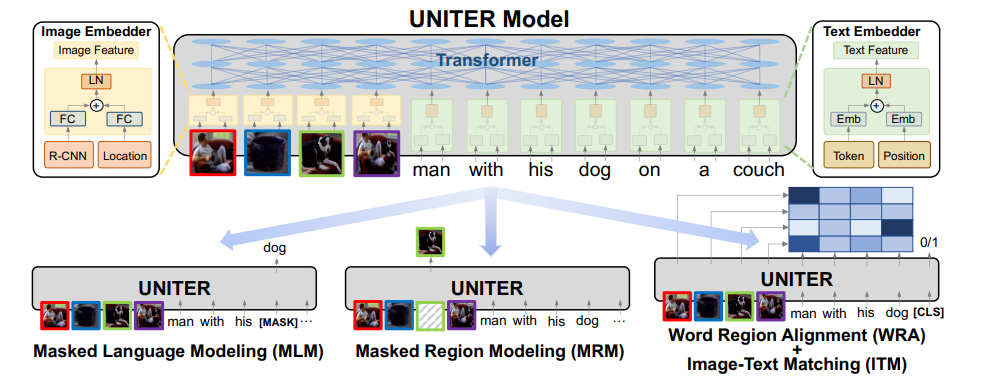 UNITER Model
Image Embedder
Image Feature
LN
+
FC FC
R-CNN Location
Transformer
man with his dog on a couch
Text Embedder
Text Feature
LN
+
Emb Emb
Token Position
dog
UNITER
man with his [MASK] ...
Masked Language Modeling (MLM)
UNITER
man with his dog ...
Masked Region Modeling (MRM)
0/1
UNITER
man with his dog [CLS]
Word Region Alignment (WRA)
+
Image-Text Matching (ITM)